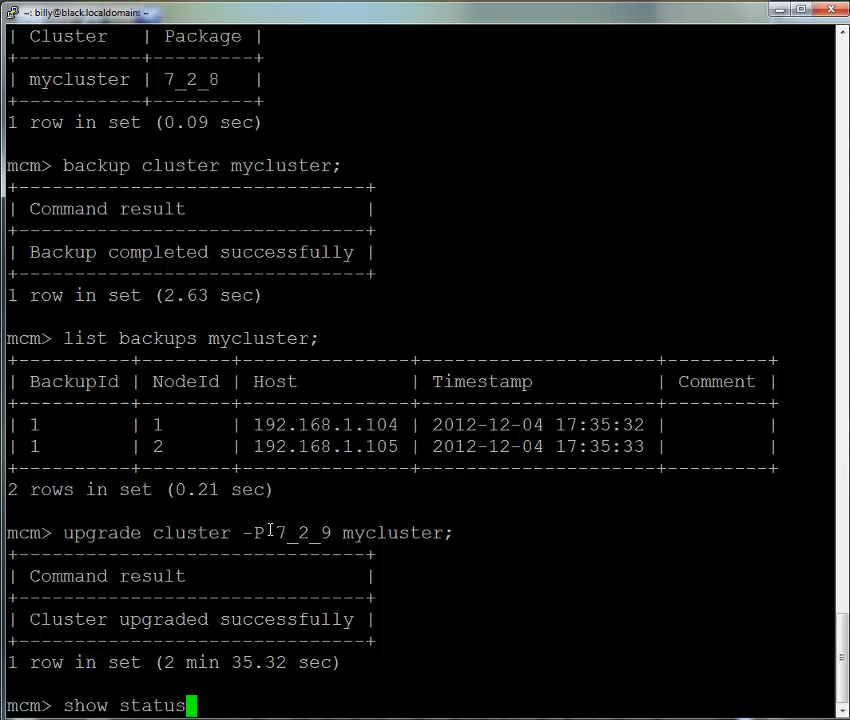 ~: billy@black.localdomain: ~
| Cluster   | Package |
+-----------+---------+
| mycluster | 7_2_8   |
+-----------+---------+
1 row in set (0.09 sec)
mcm> backup cluster mycluster;
+-------------------------------+
| Command result                |
+-------------------------------+
| Backup completed successfully |
+-------------------------------+
1 row in set (2.63 sec)
mcm> list backups mycluster;
+----------+--------+---------------+---------------------+---------+
| BackupId | NodeId | Host          | Timestamp           | Comment |
+----------+--------+---------------+---------------------+---------+
| 1        | 1      | 192.168.1.104 | 2012-12-04 17:35:32 |         |
| 1        | 2      | 192.168.1.105 | 2012-12-04 17:35:33 |         |
+----------+--------+---------------+---------------------+---------+
2 rows in set (0.21 sec)
mcm> upgrade cluster -P 7_2_9 mycluster;
+-------------------------------+
| Command result                |
+-------------------------------+
| Cluster upgraded successfully |
+-------------------------------+
1 row in set (2 min 35.32 sec)
mcm> show status